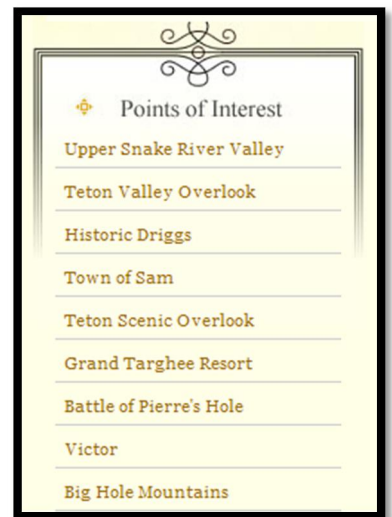 Points of Interest
Upper Snake River Valley
Teton Valley Overlook
Historic Driggs
Town of Sam
Teton Scenic Overlook
Grand Targhee Resort
Battle of Pierre's Hole
Victor
Big Hole Mountains